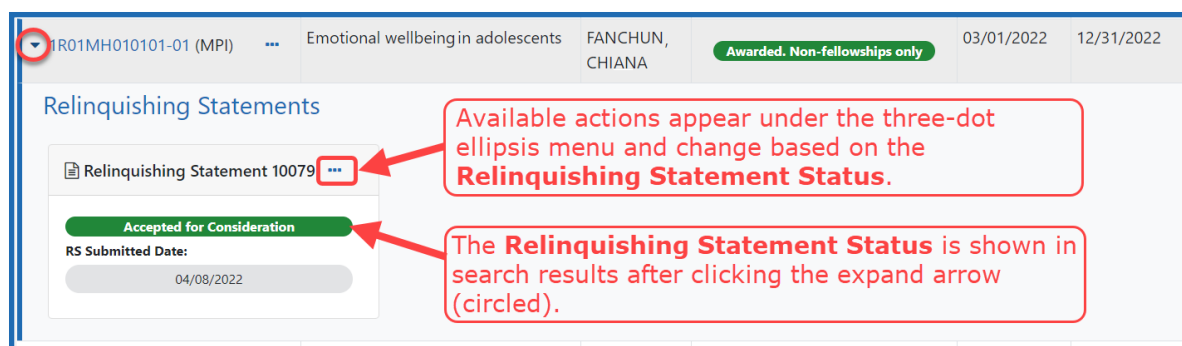 1R01MH010101-01 (MPI) ··· Emotional wellbeing in adolescents FANCHUN, Awarded. Non-fellowships only 03/01/2022 12/31/2022
CHIANA
Relinquishing Statements
Available actions appear under the three-dot
ellipsis menu and change based on the
Relinquishing Statement Status.
Relinquishing Statement 10079 ···
Accepted for Consideration
RS Submitted Date:
04/08/2022
The Relinquishing Statement Status is shown in
search results after clicking the expand arrow
(circled).